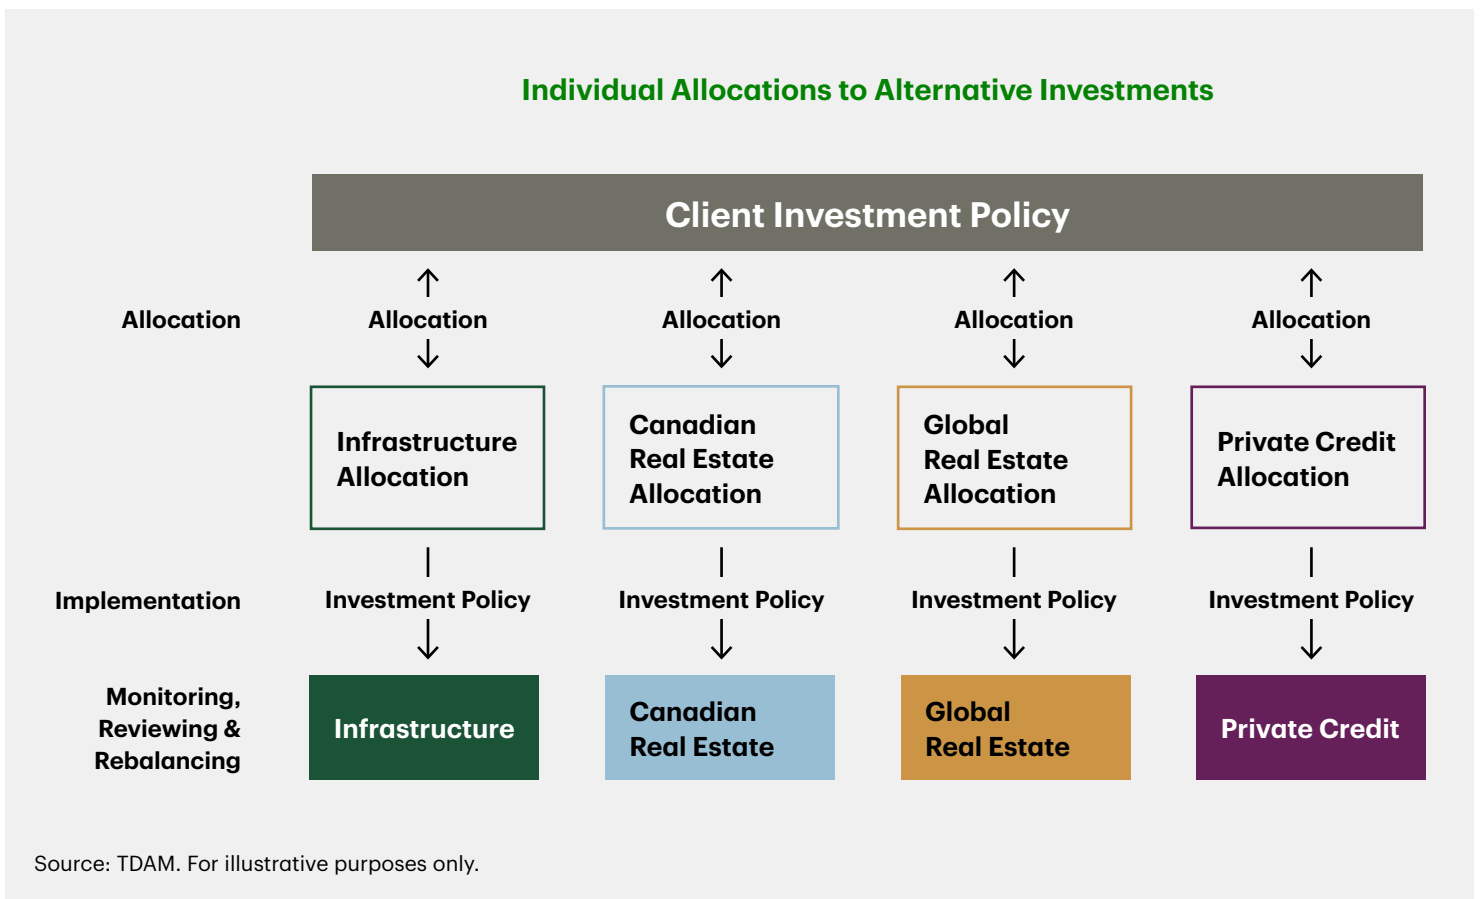 Individual Allocations to Alternative Investments
Client Investment Policy
Allocation
Allocation
Allocation
Allocation
Allocation
Infrastructure
Allocation
Canadian
Real Estate
Allocation
Global
Real Estate
Allocation
Private Credit
Allocation
Implementation
Investment Policy
Investment Policy
Investment Policy
Investment Policy
Monitoring,
Reviewing &
Rebalancing
Infrastructure
Canadian
Real Estate
Global
Real Estate
Private Credit
Source: TDAM. For illustrative purposes only.